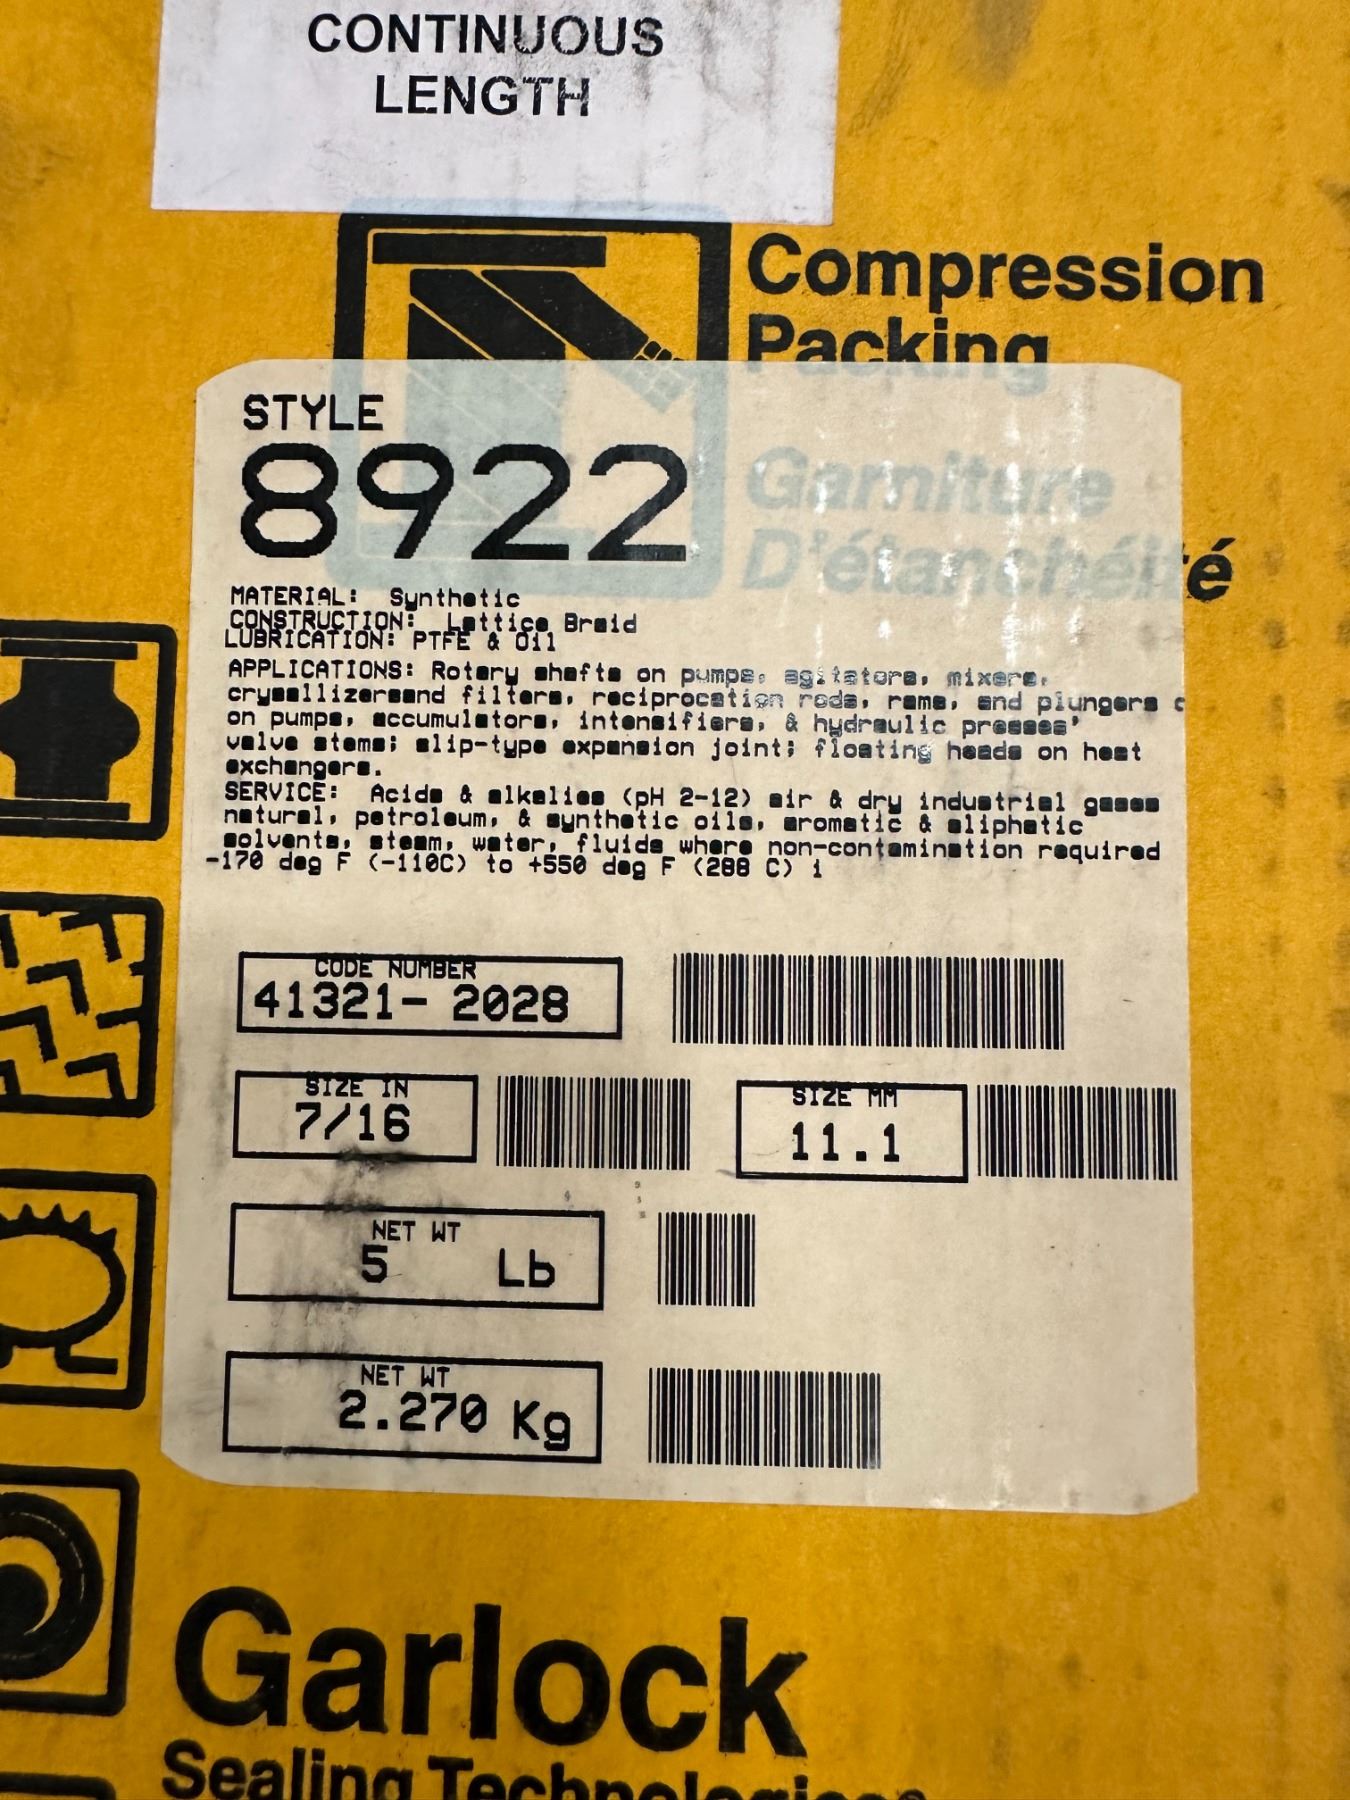 CONTINUOUS
LENGTH
Compression
Packing
Garniture
D'étanchéité
STYLE
8922
MATERIAL: Synthetic
CONSTRUCTION: Lattice Braid
LUBRICATION: PTFE & Oil
APPLICATIONS: Rotary shafts on pumps, agitators, mixers,
crysallizersand filters, reciprocation rods, rams, and plungers
on pumps, accumulators, intensifiers, & hydraulic presses'
valve stems; slip-type expansion joint; floating heads on heat
exchangers.
SERVICE: Acids & alkalies (pH 2-12) air & dry industrial gases
natural, petroleum, & synthetic oils, aromatic & aliphatic
solvents, steam, water, fluids where non-contamination required
-170 deg F (-110C) to +550 deg F (288 C) i
CODE NUMBER
41321- 2028
SIZE IN
7/16
SIZE MM
11.1
NET WT
5 Lb
NET WT
2.270 Kg
Garlock
Sealing Technologies®